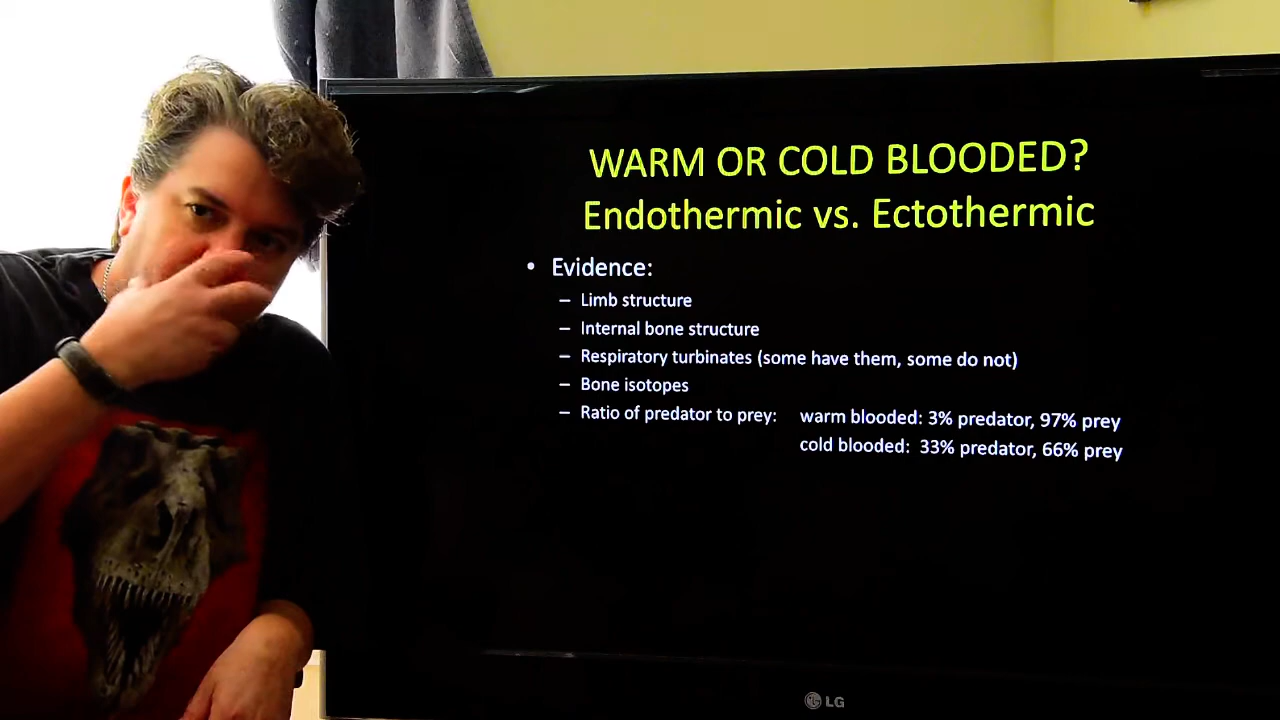 WARM OR COLD BLOODED?
Endothermic vs. Ectothermic
• Evidence:
– Limb structure
– Internal bone structure
– Respiratory turbinates (some have them, some do not)
– Bone isotopes
– Ratio of predator to prey: warm blooded: 3% predator, 97% prey
cold blooded: 33% predator, 66% prey
LG